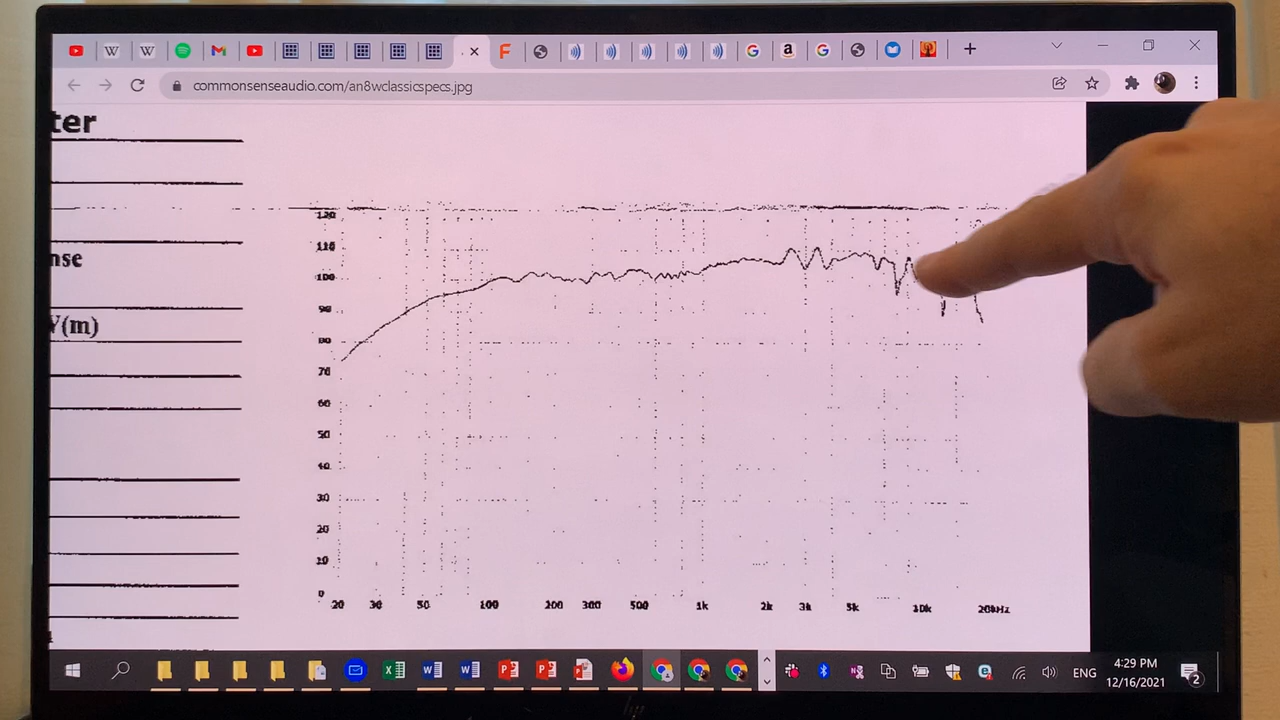 commonsenseaudio.com/an8wclassicspecs.jpg
ter
nse
(m)
120
110
100
90
80
70
60
50
40
30
20
10
0
20 30 50 100 200 300 500 1k 2k 3k 5k 10k 20kHz
ENG
4:29 PM
12/16/2021
2
hp